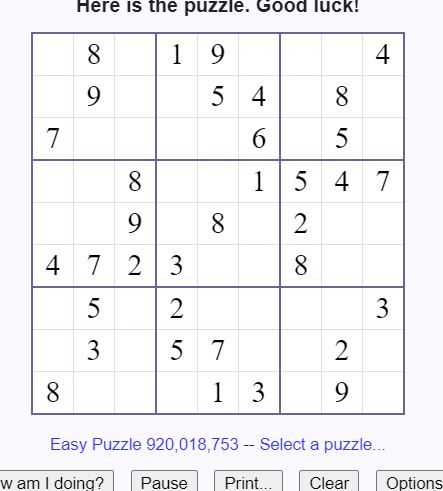 Here is the puzzle. Good luck!
8 1 9 4
9 5 4 8
7 6 5
8 1 5 4 7
9 8 2
4 7 2 3 8
5 2 3
3 5 7 2
8 1 3 9
Easy Puzzle 920,018,753 -- Select a puzzle...
w am I doing? Pause Print... Clear Options